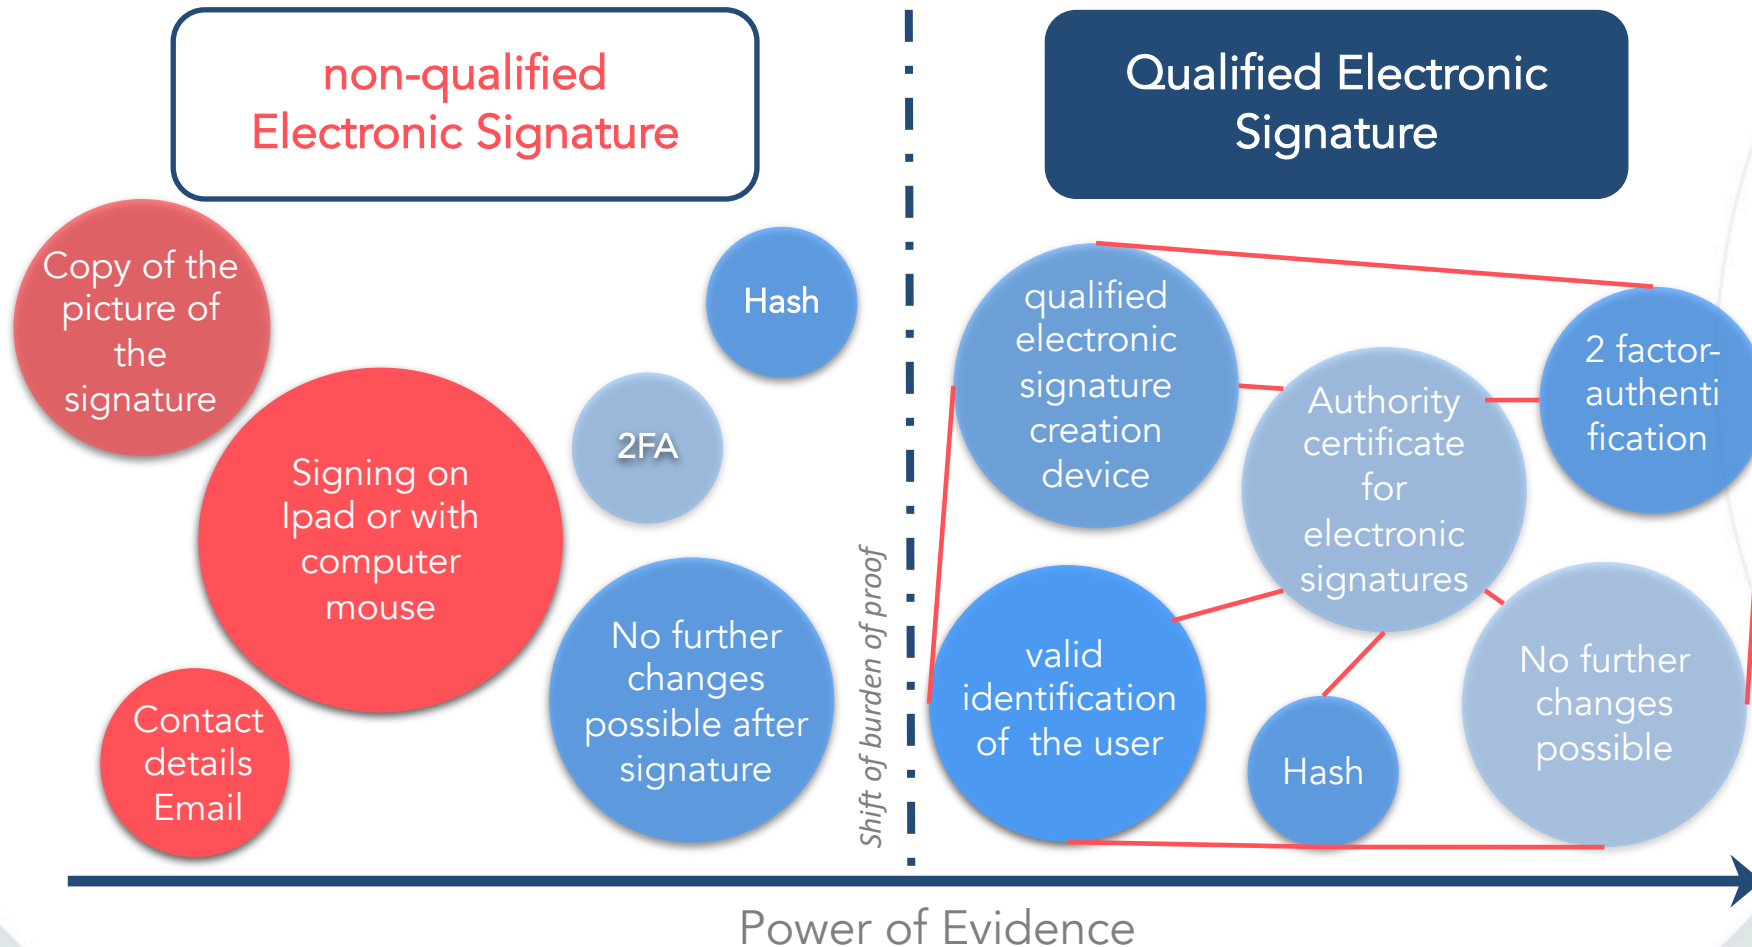 non-qualified
Electronic Signature
Qualified Electronic
Signature
Copy of the
picture of
the
signature
Signing on
Ipad or with
computer
mouse
Contact
details
Email
Hash
2FA
No further
changes
possible after
signature
Shift of burden of proof
qualified
electronic
signature
creation
device
Authority
certificate
for
electronic
signatures
2 factor-
authenti
fication
valid
identification
of the user
Hash
No further
changes
possible
Power of Evidence